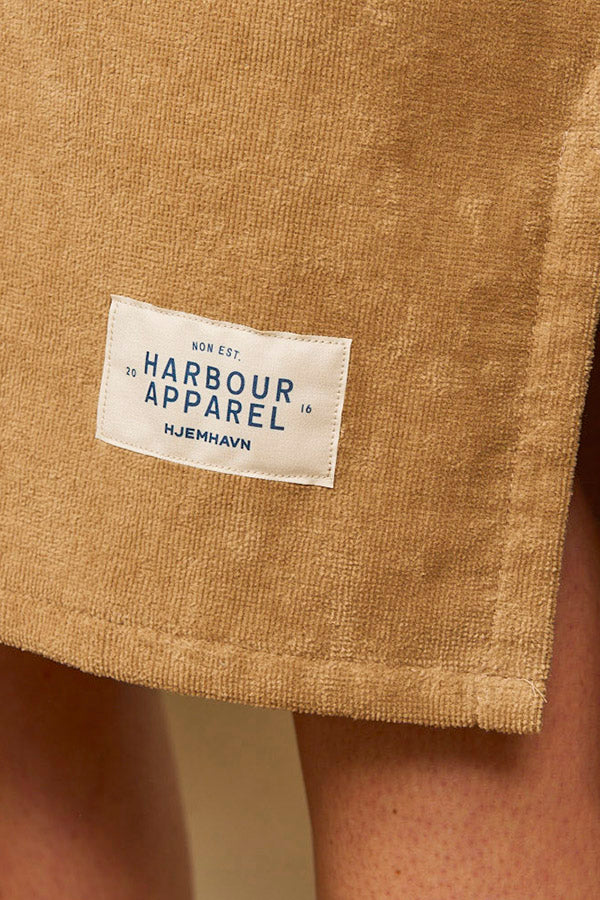 NON EST.
20 HARBOUR
APPAREL 16
HJEMHAVN